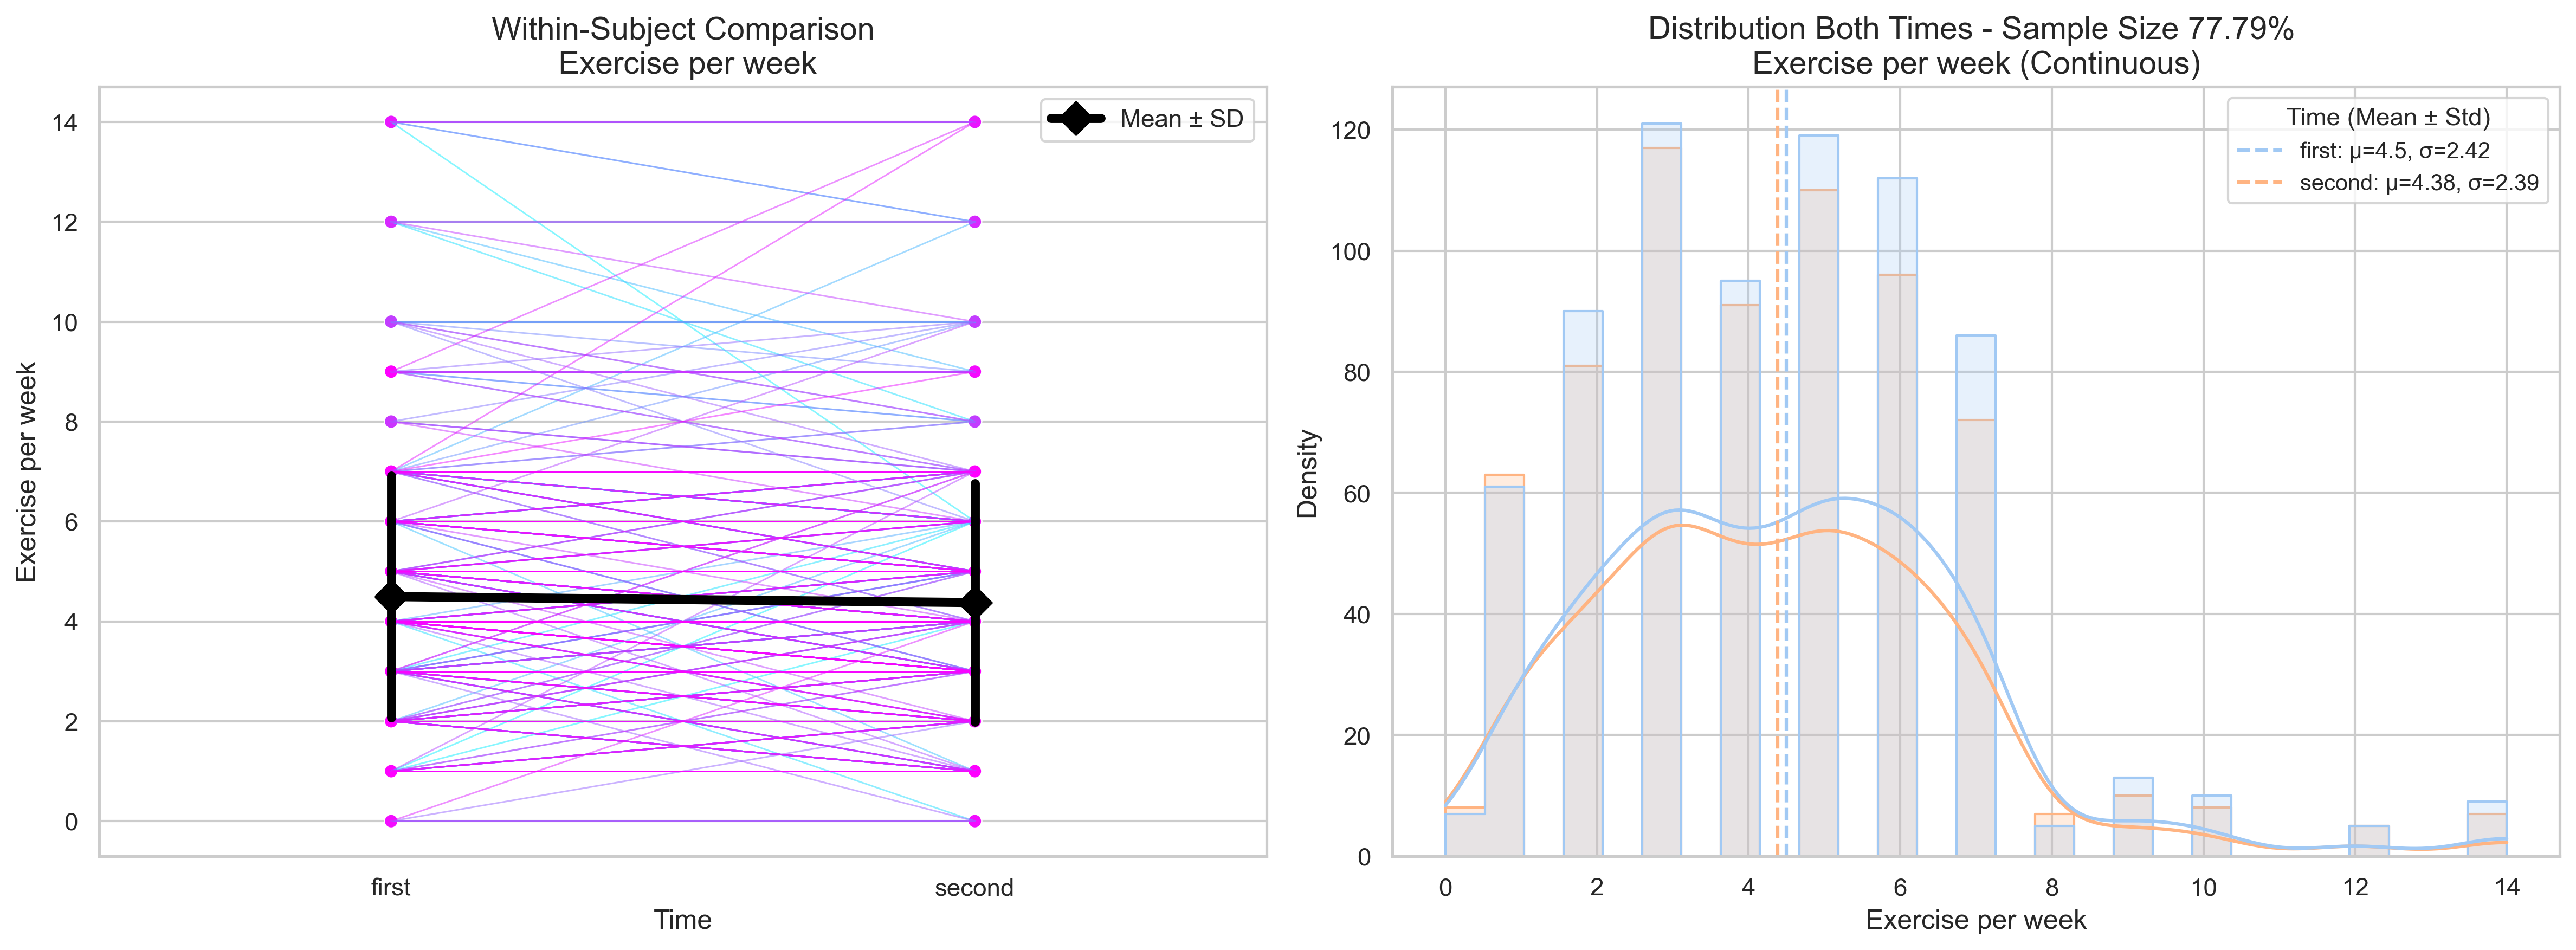 Within-Subject Comparison
Exercise per week
Mean ± SD
14
12
10
8
6
4
2
0
Exercise per week
first
second
Time
Distribution Both Times - Sample Size 77.79%
Exercise per week (Continuous)
Time (Mean ± Std)
first: μ=4.5, σ=2.42
second: μ=4.38, σ=2.39
120
100
80
60
40
20
0
Density
0
2
4
6
8
10
12
14
Exercise per week